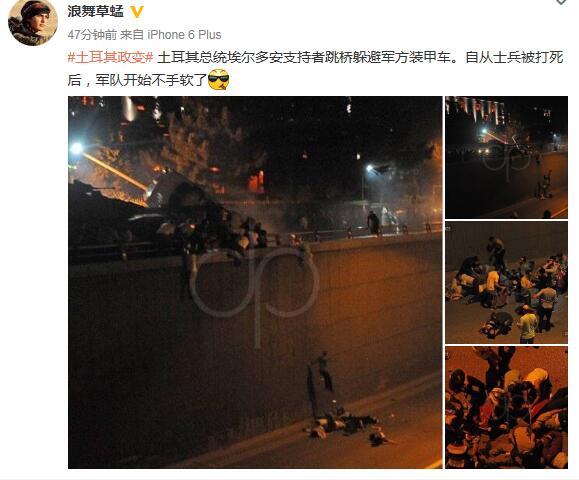 浪舞草蜢
47分钟前 来自 iPhone 6 Plus
#土耳其政变# 土耳其总统埃尔多安支持者跳桥躲避军方装甲车。自从士兵被打死
后，军队开始不手软了
dp
dp